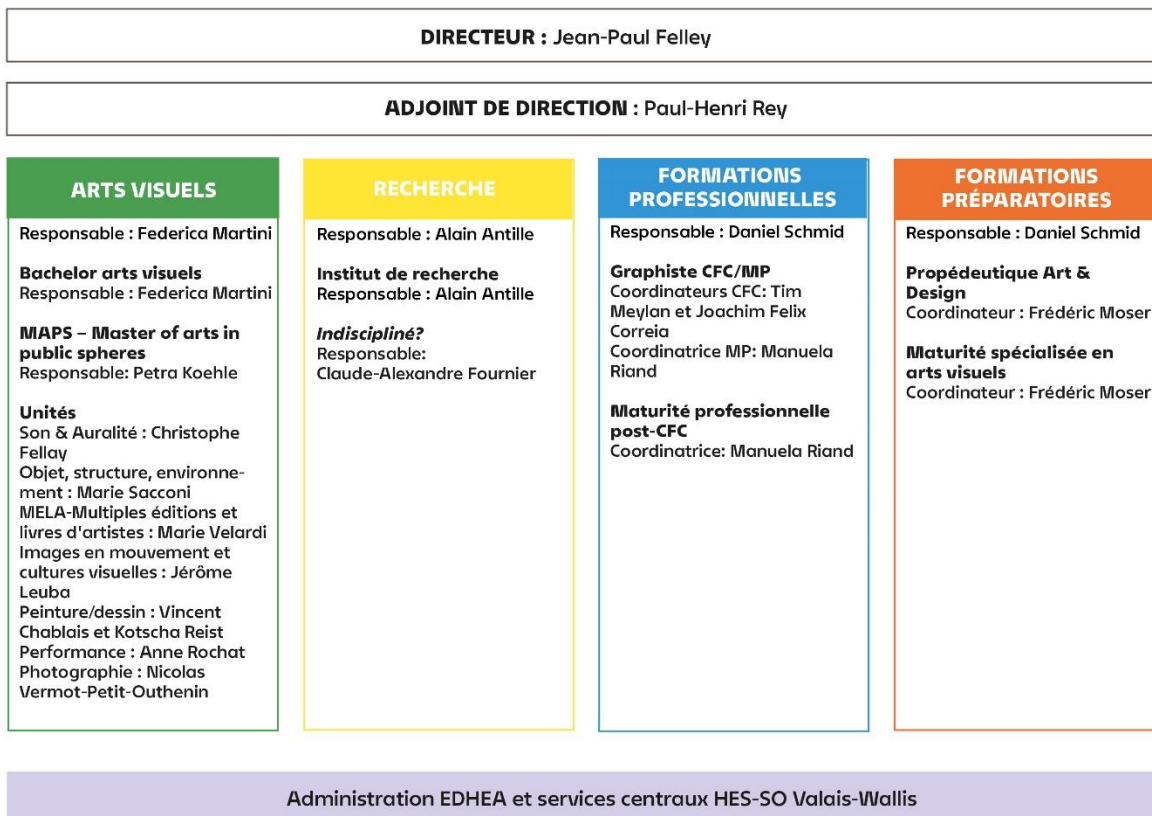 DIRECTEUR : Jean-Paul Felley
ADJOINT DE DIRECTION : Paul-Henri Rey
ARTS VISUELS
Responsable : Federica Martini
Bachelor arts visuels
Responsable : Federica Martini
MAPS – Master of arts in
public spheres
Responsable: Petra Koehle
Unités
Son & Auralité : Christophe
Fellay
Objet, structure, environne-
ment : Marie Sacconi
MELA-Multiples éditions et
livres d'artistes : Marie Velardi
Images en mouvement et
cultures visuelles : Jérôme
Leuba
Peinture/dessin : Vincent
Chablais et Kotscha Reist
Performance : Anne Rochat
Photographie : Nicolas
Vermot-Petit-Outhenin
RECHERCHE
Responsable : Alain Antille
Institut de recherche
Responsable : Alain Antille
Indiscipliné?
Responsable:
Claude-Alexandre Fournier
FORMATIONS
PROFESSIONNELLES
Responsable : Daniel Schmid
Graphiste CFC/MP
Coordinateurs CFC: Tim
Meylan et Joachim Felix
Correia
Coordinatrice MP: Manuela
Riand
Maturité professionnelle
post-CFC
Coordinatrice: Manuela Riand
FORMATIONS
PRÉPARATOIRES
Responsable : Daniel Schmid
Propédeutique Art &
Design
Coordinateur : Frédéric Moser
Maturité spécialisée en
arts visuels
Coordinateur : Frédéric Moser
Administration EDHEA et services centraux HES-SO Valais-Wallis